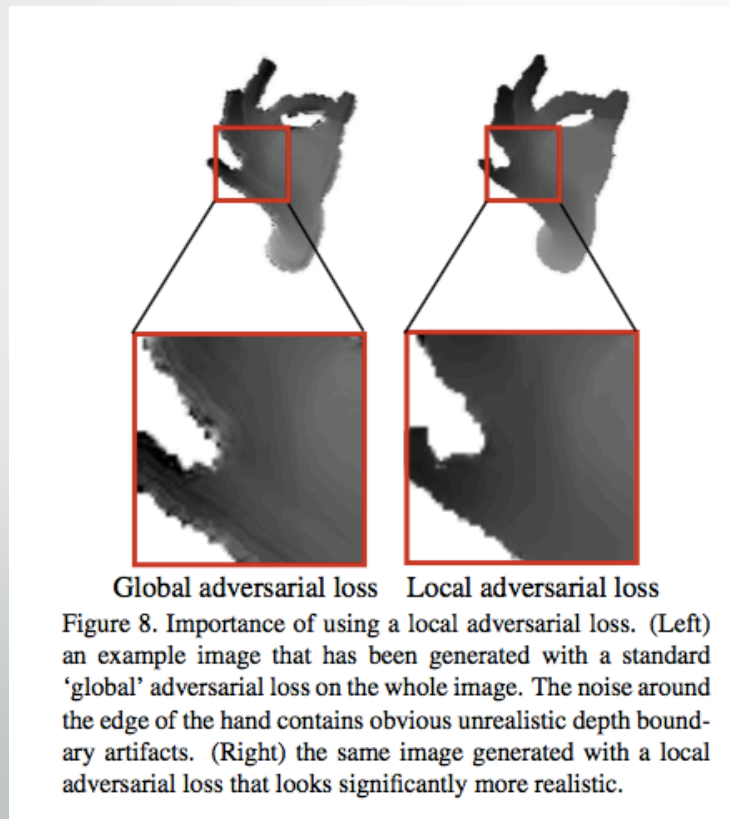 Global adversarial loss Local adversarial loss
Figure 8. Importance of using a local adversarial loss. (Left)
an example image that has been generated with a standard
‘global’ adversarial loss on the whole image. The noise around
the edge of the hand contains obvious unrealistic depth bound-
ary artifacts. (Right) the same image generated with a local
adversarial loss that looks significantly more realistic.